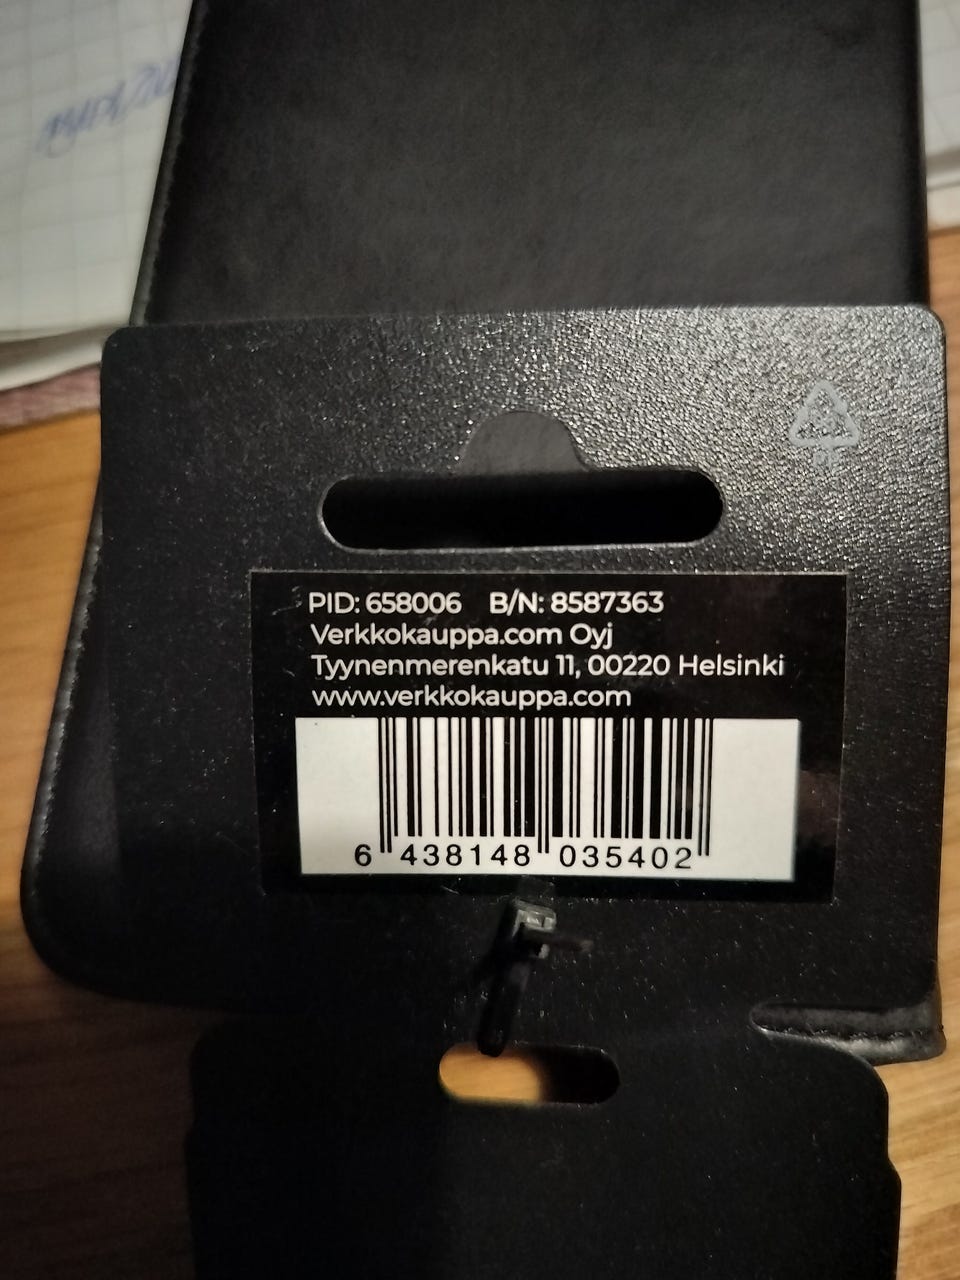 PID: 658006 B/N: 8587363
Verkkokauppa.com Oyj
Tyynenmerenkatu 11, 00220 Helsinki
www.verkkokauppa.com
6 438148 035402